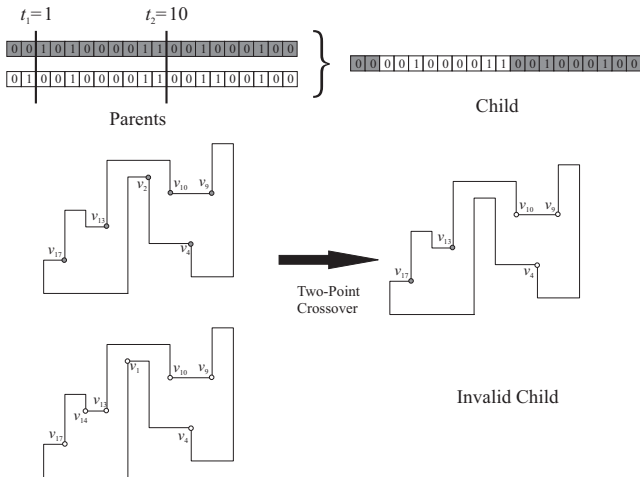 t₁=1 t₂=10
0 0 1 0 1 0 0 0 0 1 1 0 0 1 0 0 0 1 0 0
0 1 0 0 1 0 0 0 0 1 1 0 0 1 1 0 0 1 0 0
Parents
0 0 0 0 1 0 0 0 0 1 1 0 0 1 0 0 0 1 0 0
Child
v₂ v₁₀ v₉
v₁₃
v₁₇ v₄
Two-Point
Crossover
v₁₀ v₉
v₁₃
v₁₇ v₄
Invalid Child
v₁ v₁₀ v₉
v₁₃
v₁₄
v₁₇ v₄